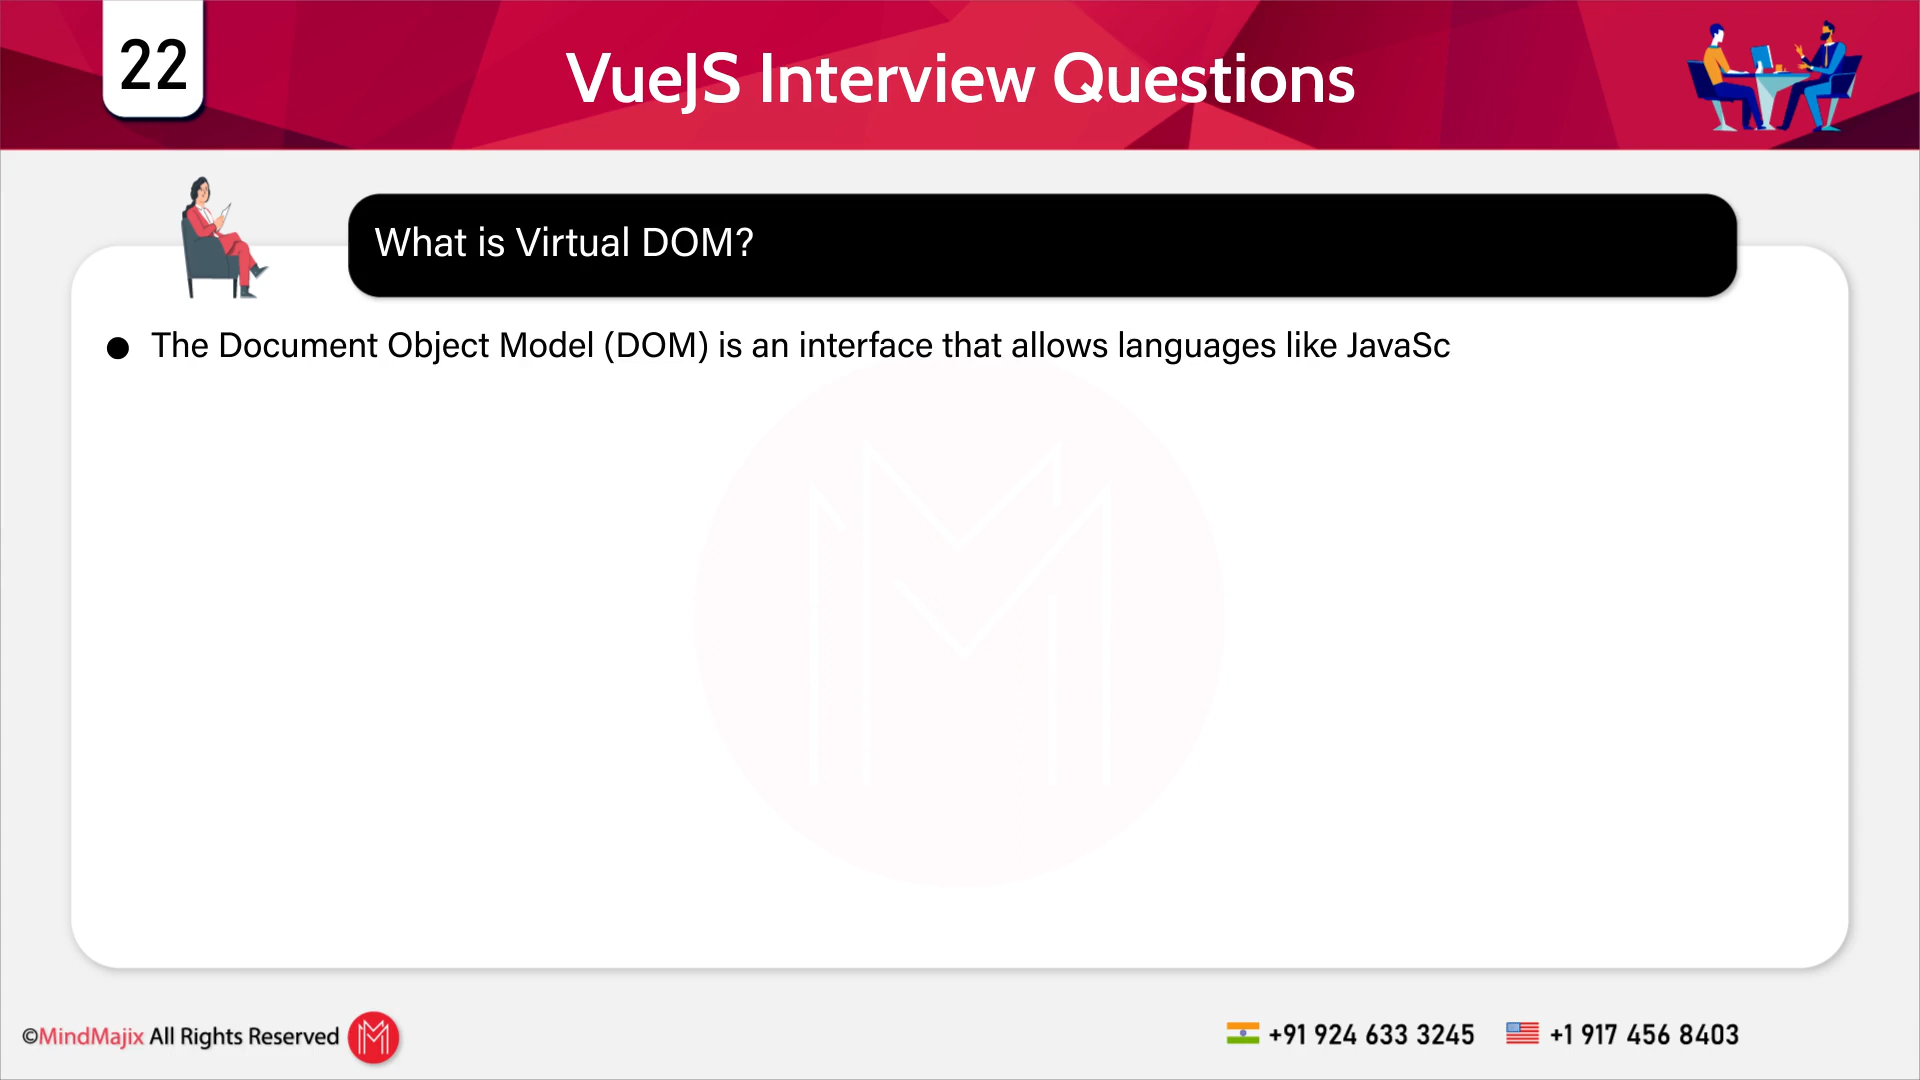 22
VueJS Interview Questions
What is Virtual DOM?
● The Document Object Model (DOM) is an interface that allows languages like JavaSc
©MindMajix All Rights Reserved
+91 924 633 3245
+1 917 456 8403